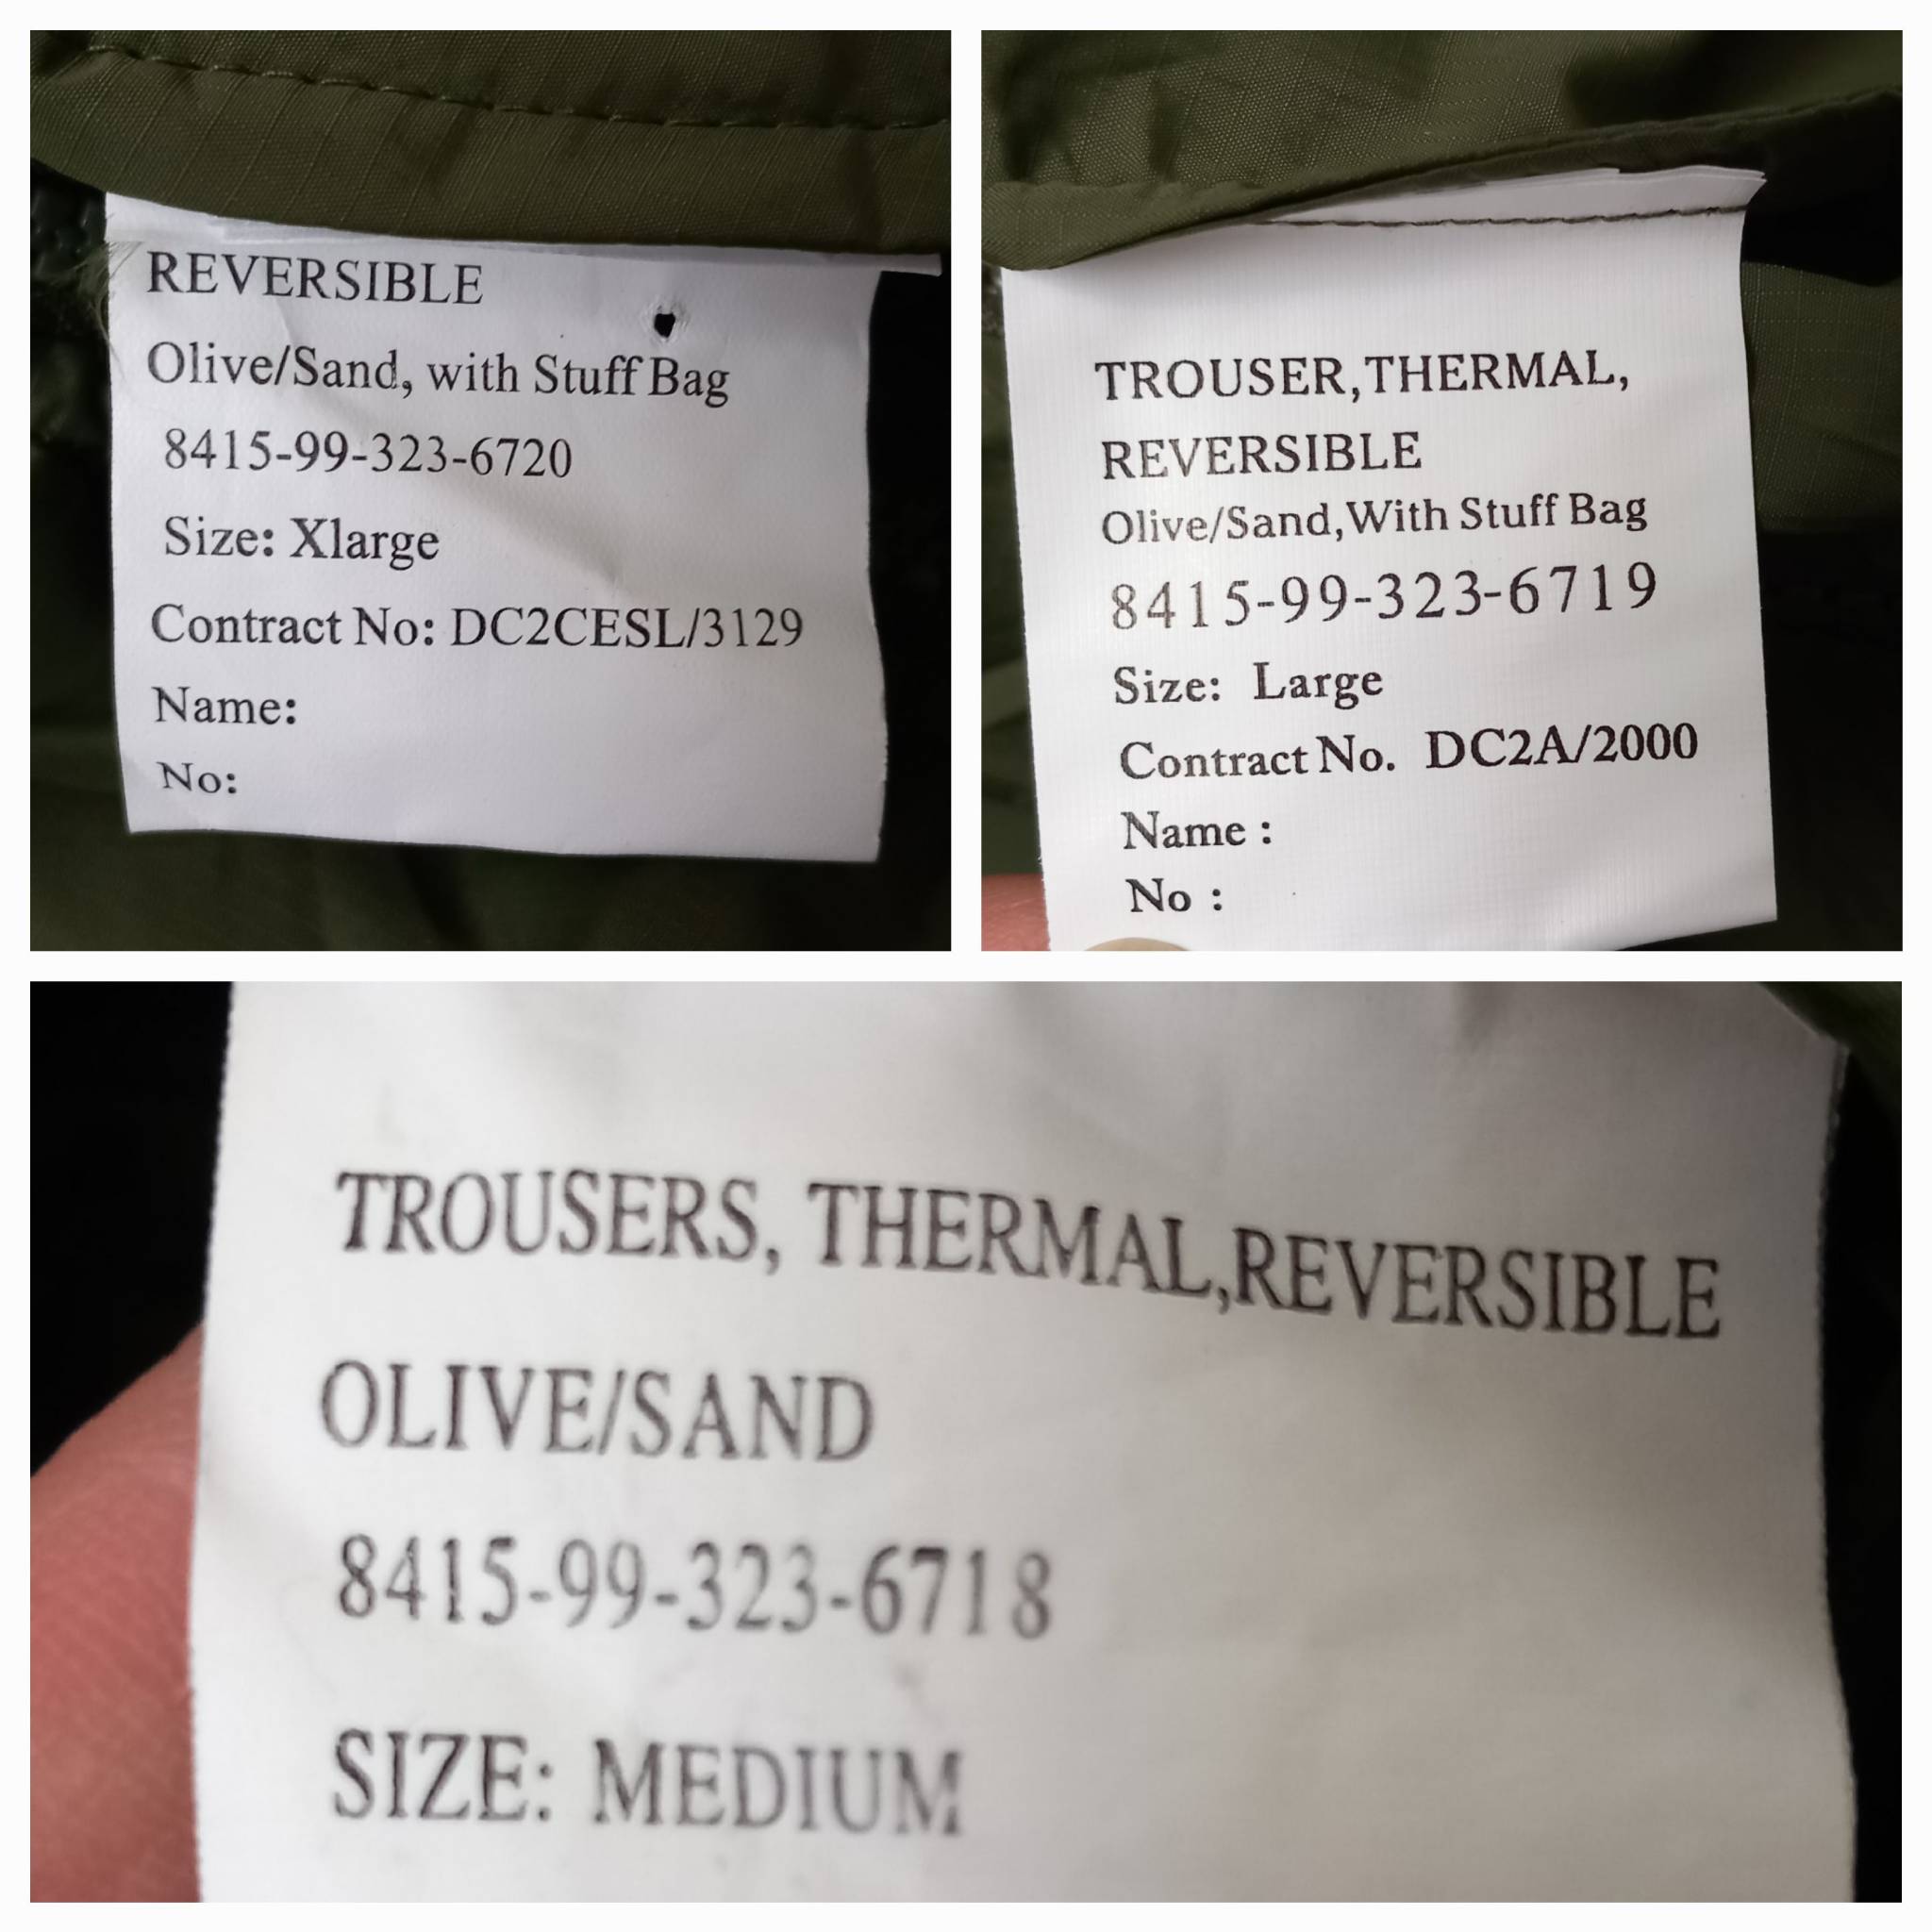 REVERSIBLE
Olive/Sand, with Stuff Bag
8415-99-323-6720
Size: Xlarge
Contract No: DC2CESL/3129
Name:
No:
TROUSER,THERMAL,
REVERSIBLE
Olive/Sand,With Stuff Bag
8415-99-323-6719
Size: Large
Contract No. DC2A/2000
Name :
No :
TROUSERS, THERMAL,REVERSIBLE
OLIVE/SAND
8415-99-323-6718
SIZE: MEDIUM